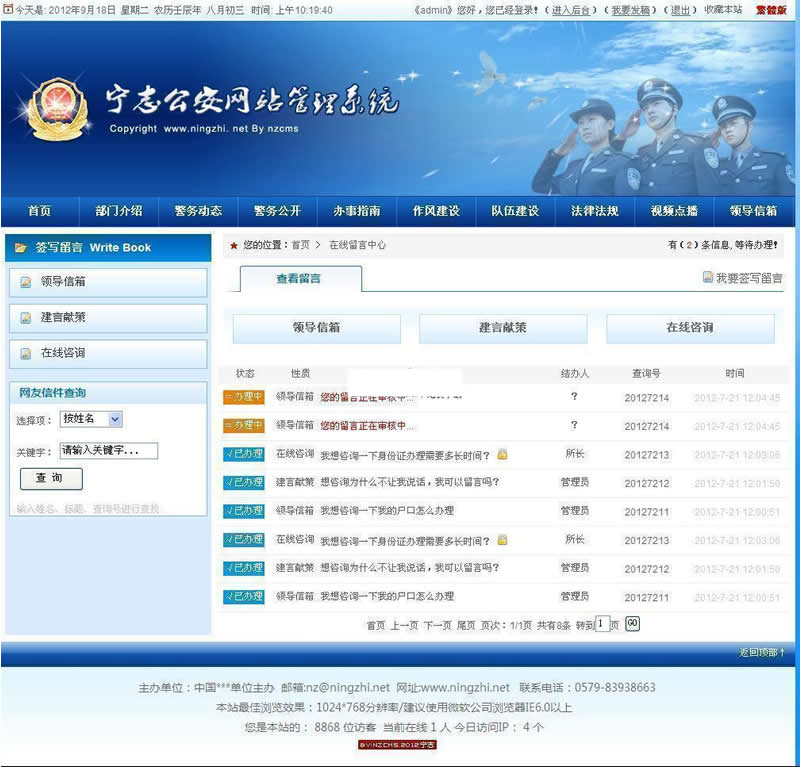 今天是: 2012年9月18日 星期二 农历壬辰年 八月初三 时间: 上午10:19:40
《admin》您好，您已经登录! (进入后台) (我要发稿) (退出) 收藏本站 繁體版
宁志公安网站管理系统
Copyright www.ningzhi. net By nzcms
首页 部门介绍 警务动态 警务公开 办事指南 作风建设 队伍建设 法律法规 视频点播 领导信箱
签写留言 Write Book
领导信箱
建言献策
在线咨询
网友信件查询
选择项： 按姓名
关键字： 请输入关键字...
查 询
输入姓名、标题、查询号进行查找
★ 您的位置：首页 > 在线留言中心
有 ( 2 ) 条信息, 等待办理!
查看留言
我要签写留言
领导信箱 建言献策 在线咨询
状态 性质 结办人 查询号 时间
办理中 领导信箱 您的留言正在审核中... ? 20127214 2012-7-21 12:04:45
办理中 领导信箱 您的留言正在审核中... ? 20127214 2012-7-21 12:04:45
√已办理 在线咨询 我想咨询一下身份证办理需要多长时间？ 所长 20127213 2012-7-21 12:03:06
√已办理 建言献策 想咨询为什么不让我说话，我可以留言吗？ 管理员 20127212 2012-7-21 12:01:50
√已办理 领导信箱 我想咨询一下我的户口怎么办理 管理员 20127211 2012-7-21 12:00:51
√已办理 在线咨询 我想咨询一下身份证办理需要多长时间？ 所长 20127213 2012-7-21 12:03:06
√已办理 建言献策 想咨询为什么不让我说话，我可以留言吗？ 管理员 20127212 2012-7-21 12:01:50
√已办理 领导信箱 我想咨询一下我的户口怎么办理 管理员 20127211 2012-7-21 12:00:51
首页 上一页 下一页 尾页 页次：1/1页 共有8条 转到 1 页 GO
返回顶部↑
主办单位：中国***单位主办 邮箱:nz@ningzhi.net 网址:www.ningzhi.net 联系电话：0579-83938663
本站最佳浏览效果：1024*768分辨率/建议使用微软公司浏览器IE6.0以上
您是本站的： 8868 位访客 当前在线 1 人 今日访问IP： 4 个
NZCMS.2012 宁志